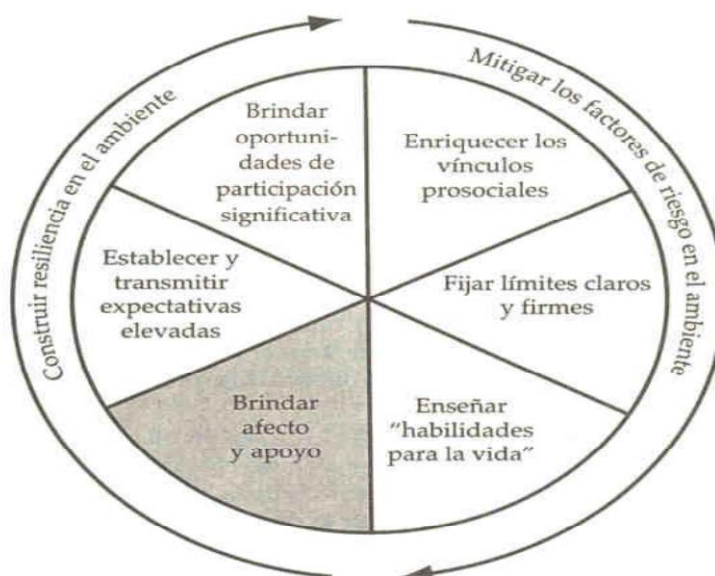 Construir resiliencia en el ambiente
Mitigar los factores de riesgo en el ambiente
Brindar
oportuni-
dades de
participación
significativa
Enriquecer los
vínculos
prosociales
Establecer y
transmitir
expectativas
elevadas
Fijar límites claros
y firmes
Brindar
afecto
y apoyo
Enseñar
"habilidades
para la vida"